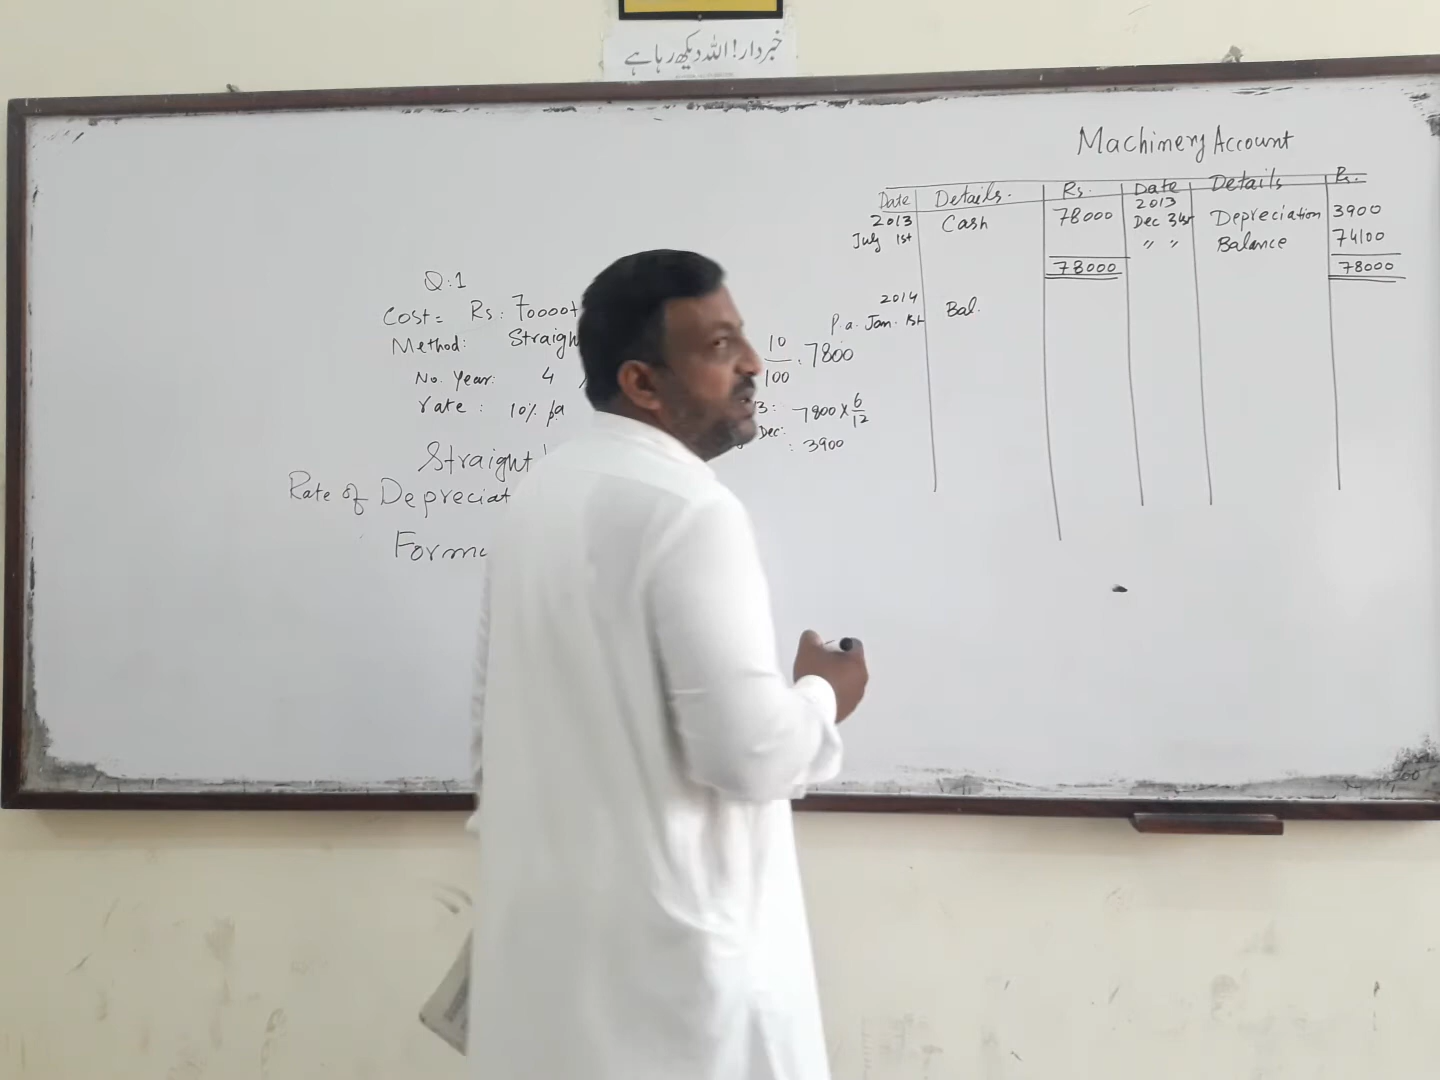 خبردار! اللہ دیکھ رہا ہے
Q:1
Cost= Rs: 70000+
Method: Straigh
No. Year: 4
rate: 10% pa
Straight
Rate of Depreciat
Form
10
100
. 7800
3: 7800 × 6/12
Dec:
: 3900
Machinery Account
Date Details. Rs. Date Details Rs.
2013 Cash 78000 2013 Depreciation 3900
July 1st Dec 31st
" " Balance 74100
78000 78000
2014 Bal.
P.a. Jan. 1st